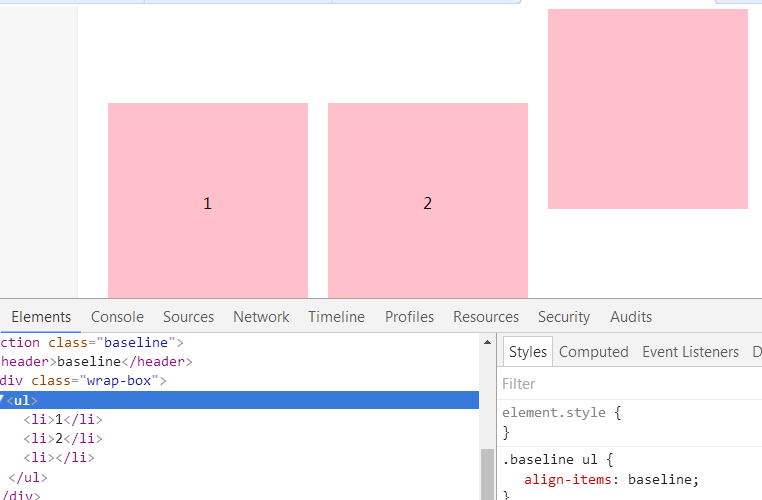 1 2
Elements Console Sources Network Timeline Profiles Resources Security Audits
ction class="baseline">
header>baseline</header>
div class="wrap-box">
<ul>
<li>1</li>
<li>2</li>
<li></li>
</ul>
/div>
Styles Computed Event Listeners D
Filter
element.style {
}
.baseline ul {
align-items: baseline;
}